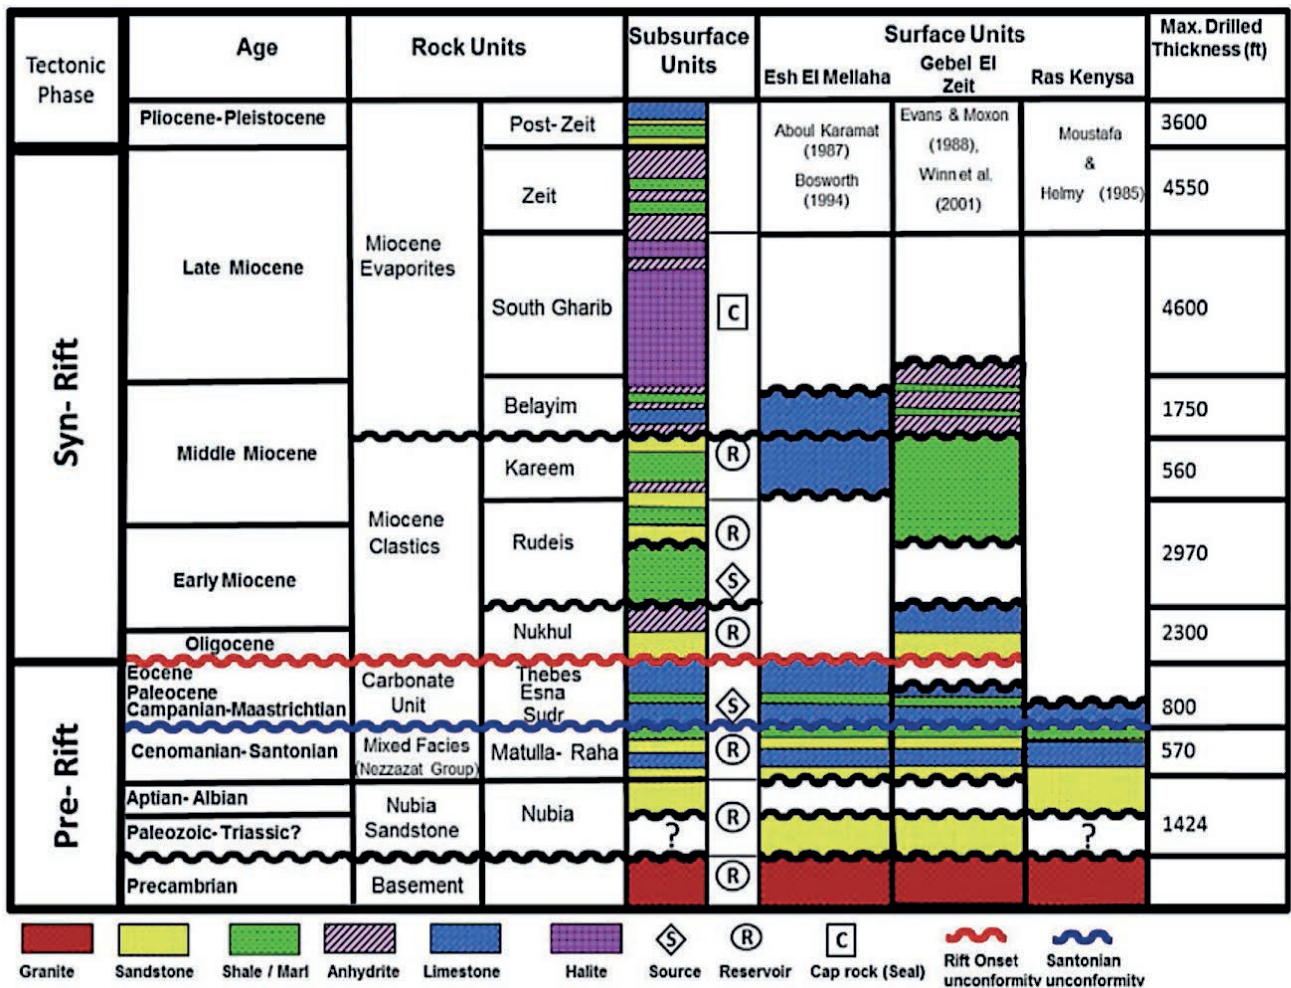 Tectonic
Phase
Age
Rock Units
Subsurface
Units
Surface Units
Esh El Mellaha
Gebel El
Zeit
Ras Kenysa
Max. Drilled
Thickness (ft)
Pliocene-Pleistocene
Post-Zeit
Aboul Karamat
(1987)
Bosworth
(1994)
Evans & Moxon
(1988),
Winn et al.
(2001)
Moustafa
&
Helmy (1985)
3600
Syn- Rift
Late Miocene
Miocene
Evaporites
Zeit
4550
South Gharib
C
4600
Middle Miocene
Belayim
1750
Miocene
Clastics
Kareem
R
560
Early Miocene
Rudeis
R
S
2970
Oligocene
Nukhul
R
2300
Pre- Rift
Eocene
Paleocene
Campanian-Maastrichtian
Carbonate
Unit
Thebes
Esna
Sudr
S
800
Cenomanian-Santonian
Mixed Facies
(Nezzazat Group)
Matulla- Raha
R
570
Aptian- Albian
Paleozoic-Triassic?
Nubia
Sandstone
Nubia
?
R
?
1424
Precambrian
Basement
R
Granite
Sandstone
Shale / Marl
Anhydrite
Limestone
Halite
S
Source
R
Reservoir
C
Cap rock (Seal)
Rift Onset
unconformity
Santonian
unconformity